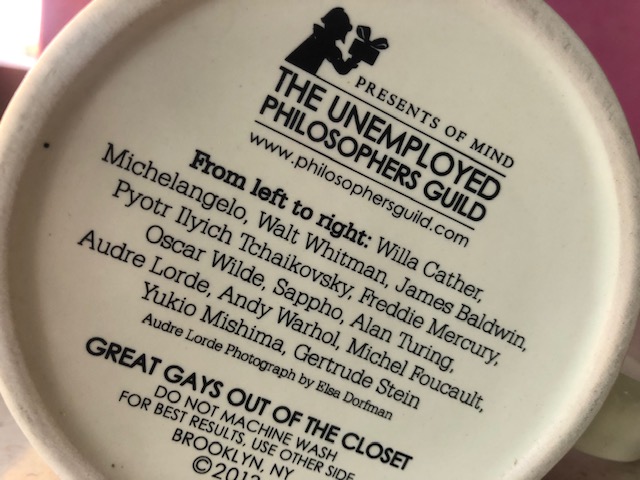 PRESENTS OF MIND
THE UNEMPLOYED
PHILOSOPHERS GUILD
www.philosophersguild.com
From left to right: Willa Cather,
Michelangelo, Walt Whitman, James Baldwin,
Pyotr Ilyich Tchaikovsky, Freddie Mercury,
Oscar Wilde, Sappho, Alan Turing,
Audre Lorde, Andy Warhol, Michel Foucault,
Yukio Mishima, Gertrude Stein
Audre Lorde Photograph by Elsa Dorfman
GREAT GAYS OUT OF THE CLOSET
DO NOT MACHINE WASH
FOR BEST RESULTS, USE OTHER SIDE
BROOKLYN, NY